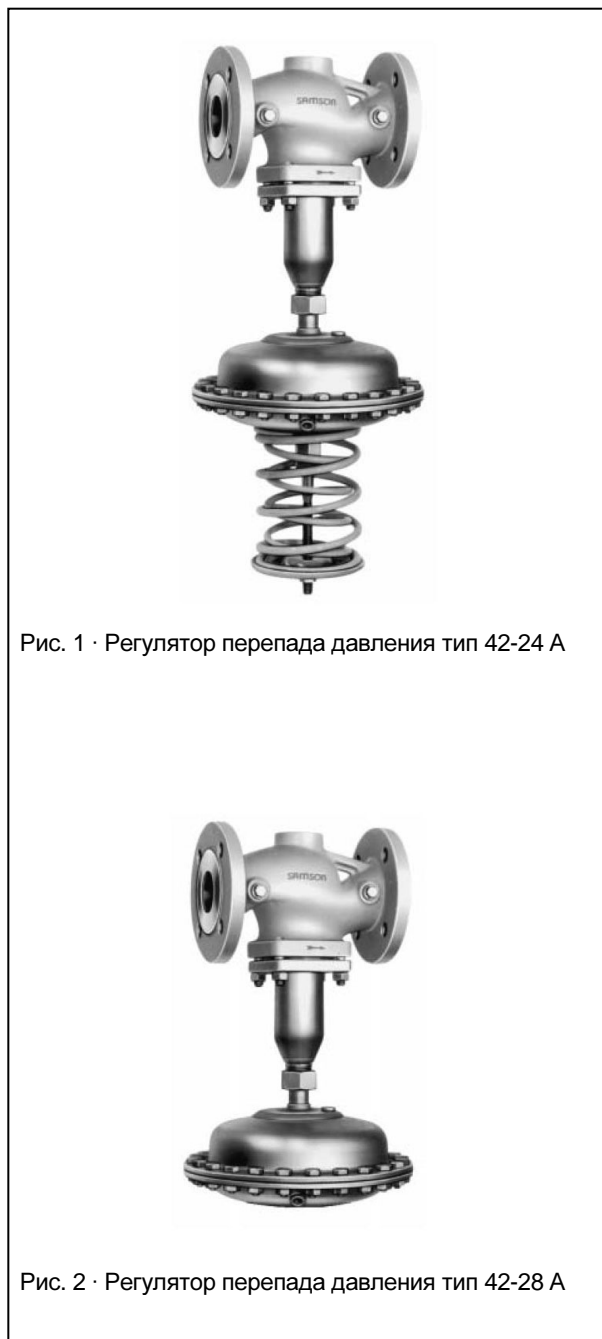 SAMSON
Рис. 1 · Регулятор перепада давления тип 42-24 А
SAMSON
Рис. 2 · Регулятор перепада давления тип 42-28 А